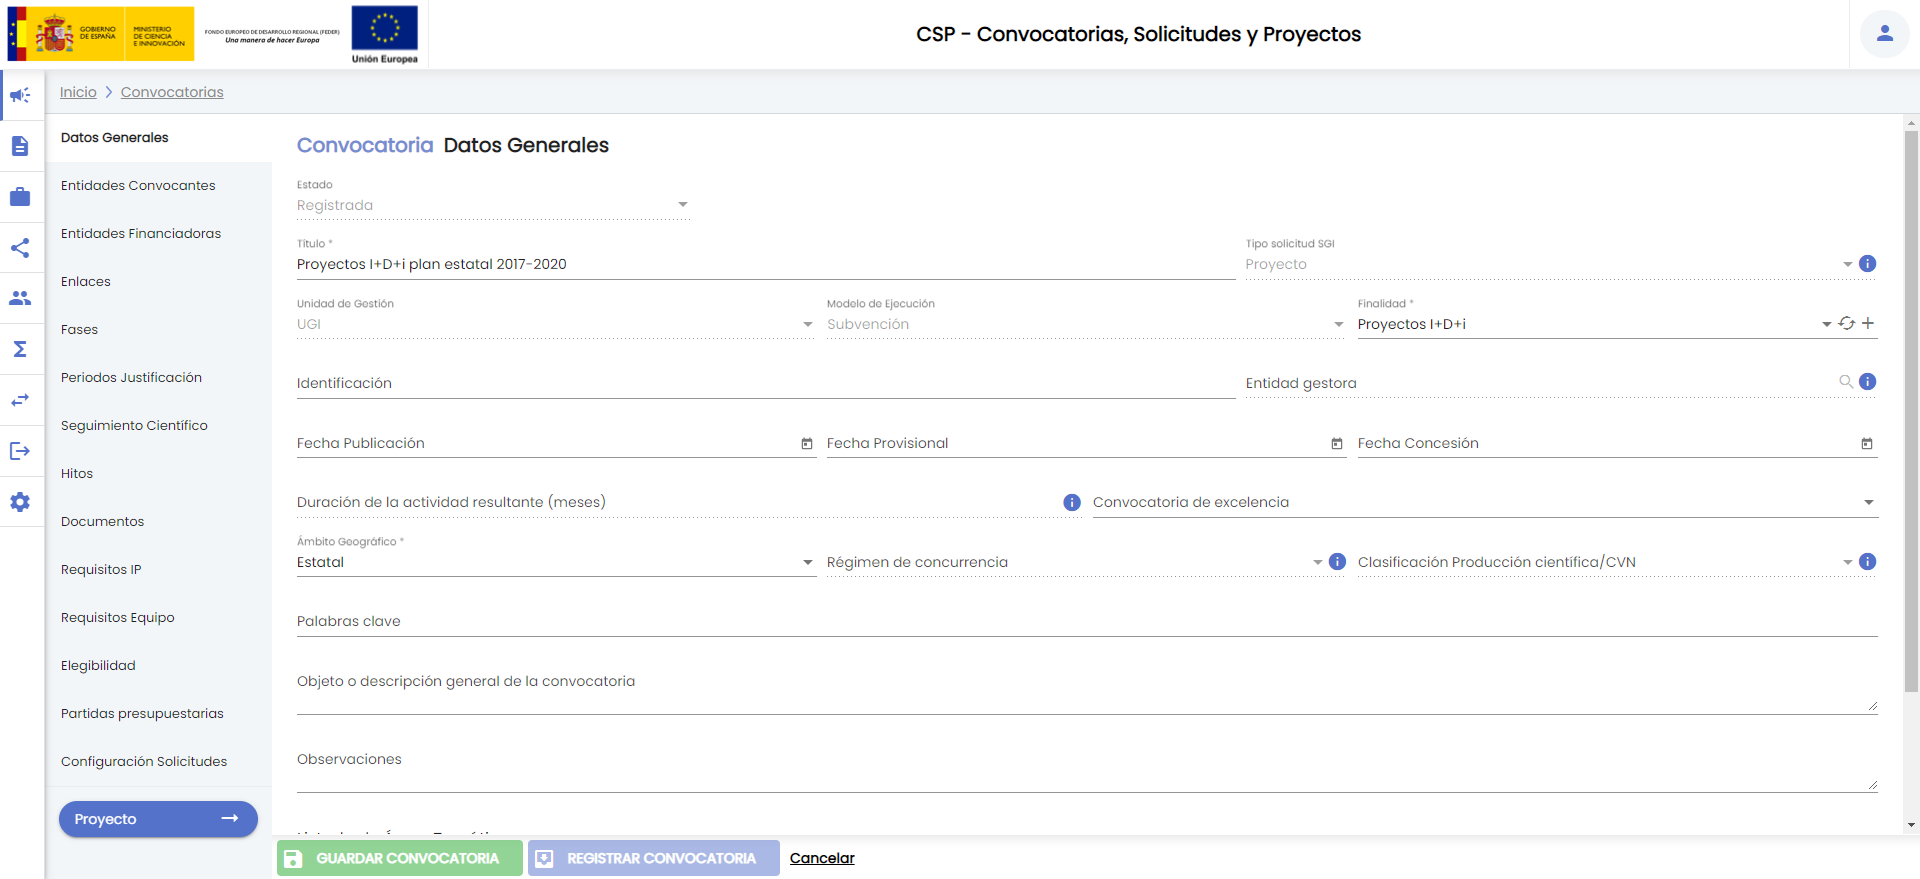 GOBIERNO
DE ESPAÑA
MINISTERIO
DE CIENCIA
E INNOVACIÓN
FONDO EUROPEO DE DESARROLLO REGIONAL (FEDER)
Una manera de hacer Europa
Unión Europea
CSP - Convocatorias, Solicitudes y Proyectos
Inicio > Convocatorias
Datos Generales
Entidades Convocantes
Entidades Financiadoras
Enlaces
Fases
Periodos Justificación
Seguimiento Científico
Hitos
Documentos
Requisitos IP
Requisitos Equipo
Elegibilidad
Partidas presupuestarias
Configuración Solicitudes
Proyecto
Convocatoria Datos Generales
Estado
Registrada
Título *
Proyectos I+D+i plan estatal 2017-2020
Tipo solicitud SGI
Proyecto
Unidad de Gestión
UGI
Modelo de Ejecución
Subvención
Finalidad *
Proyectos I+D+i
Identificación
Entidad gestora
Fecha Publicación
Fecha Provisional
Fecha Concesión
Duración de la actividad resultante (meses)
Convocatoria de excelencia
Ámbito Geográfico *
Estatal
Régimen de concurrencia
Clasificación Producción científica/CVN
Palabras clave
Objeto o descripción general de la convocatoria
Observaciones
GUARDAR CONVOCATORIA
REGISTRAR CONVOCATORIA
Cancelar